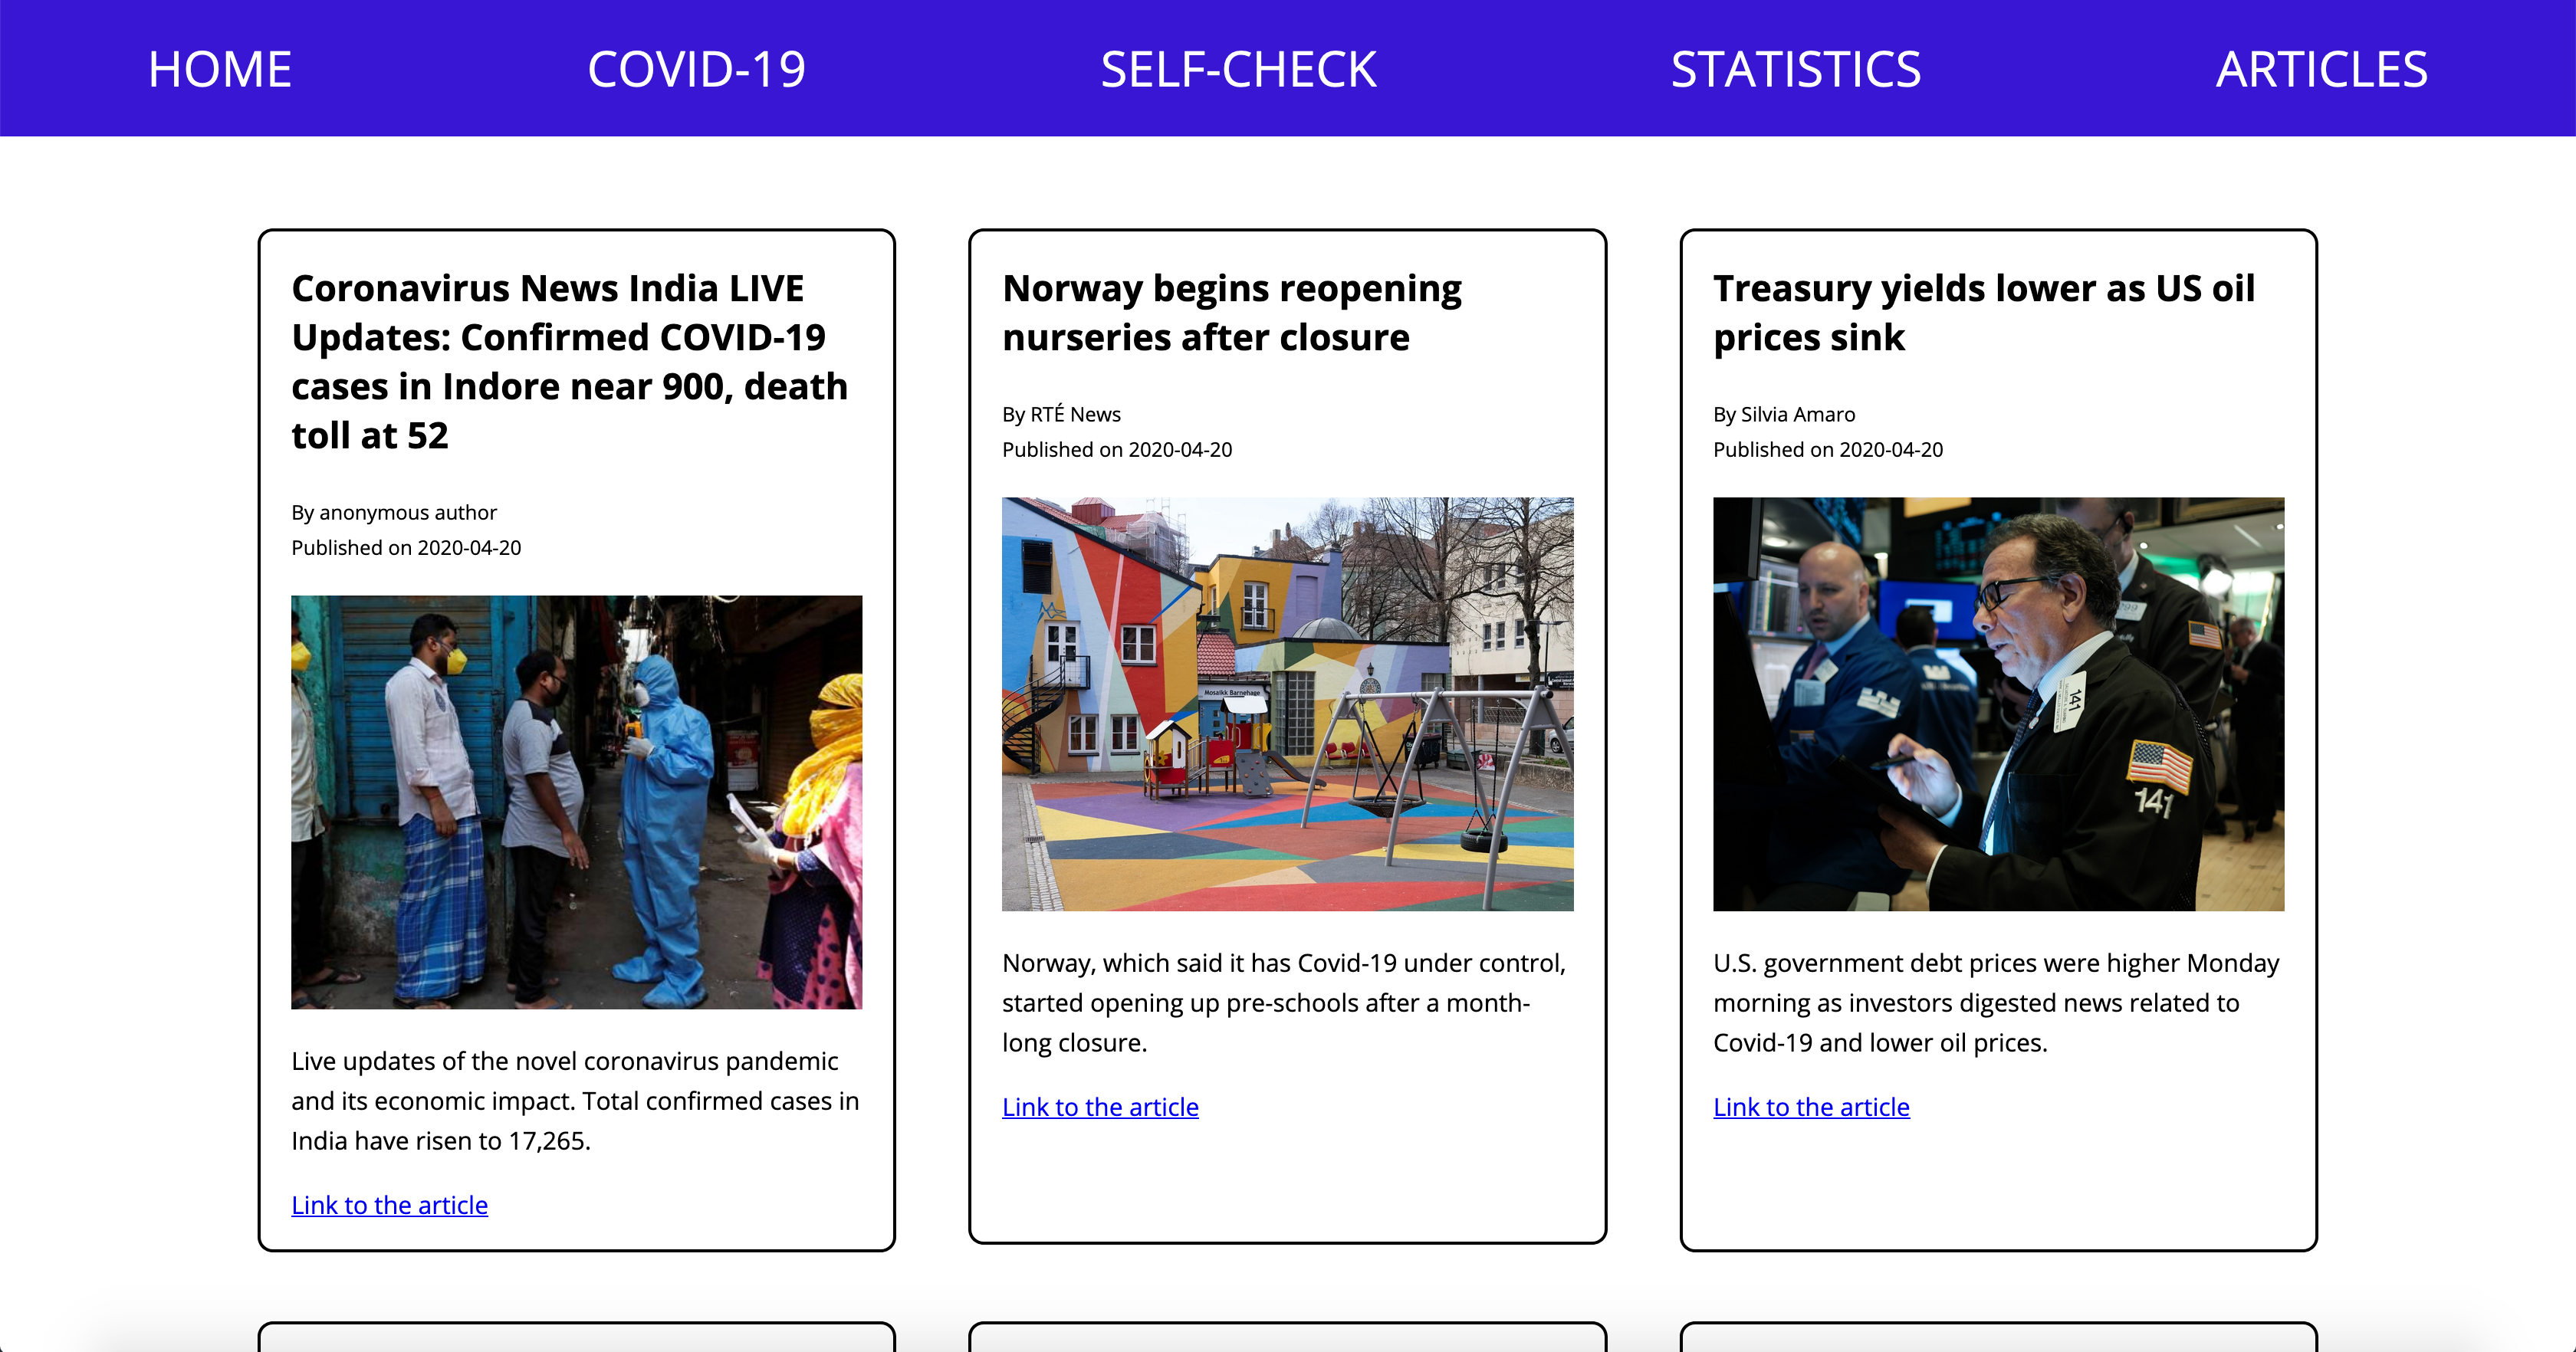 HOME COVID-19 SELF-CHECK STATISTICS ARTICLES
Coronavirus News India LIVE
Updates: Confirmed COVID-19
cases in Indore near 900, death
toll at 52
By anonymous author
Published on 2020-04-20
Live updates of the novel coronavirus pandemic
and its economic impact. Total confirmed cases in
India have risen to 17,265.
Link to the article
Norway begins reopening
nurseries after closure
By RTÉ News
Published on 2020-04-20
Mosaikk Barnehage
Norway, which said it has Covid-19 under control,
started opening up pre-schools after a month-
long closure.
Link to the article
Treasury yields lower as US oil
prices sink
By Silvia Amaro
Published on 2020-04-20
141
141
U.S. government debt prices were higher Monday
morning as investors digested news related to
Covid-19 and lower oil prices.
Link to the article